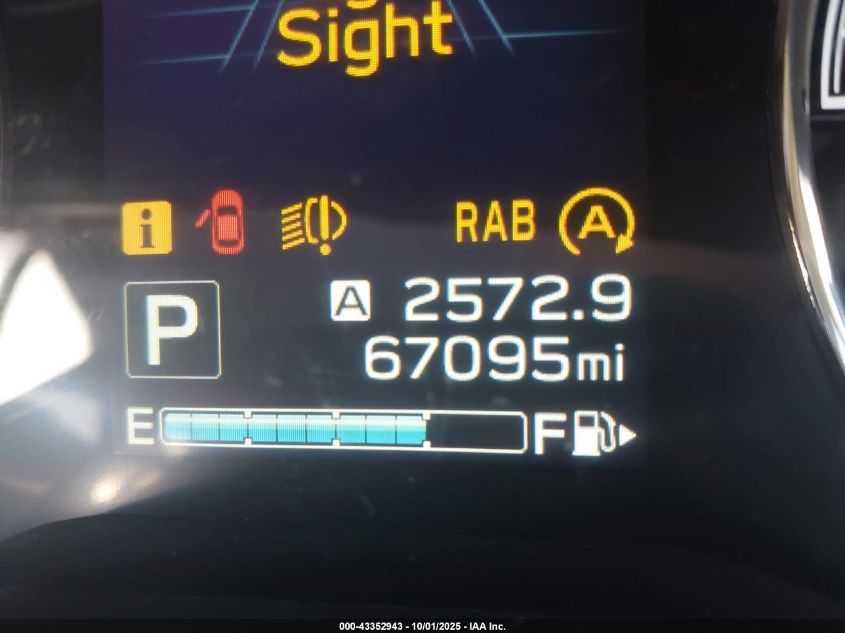 Sight
i RAB A
P A 2572.9
67095mi
E F
000-43352943 - 10/01/2025 - IAA Inc.